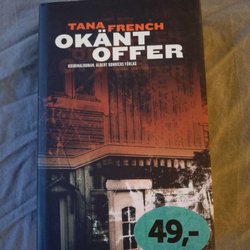 TANA FRENCH
OKÄNT
OFFER
KRIMINALROMAN. ALBERT BONNIERS FÖRLAG
49,-